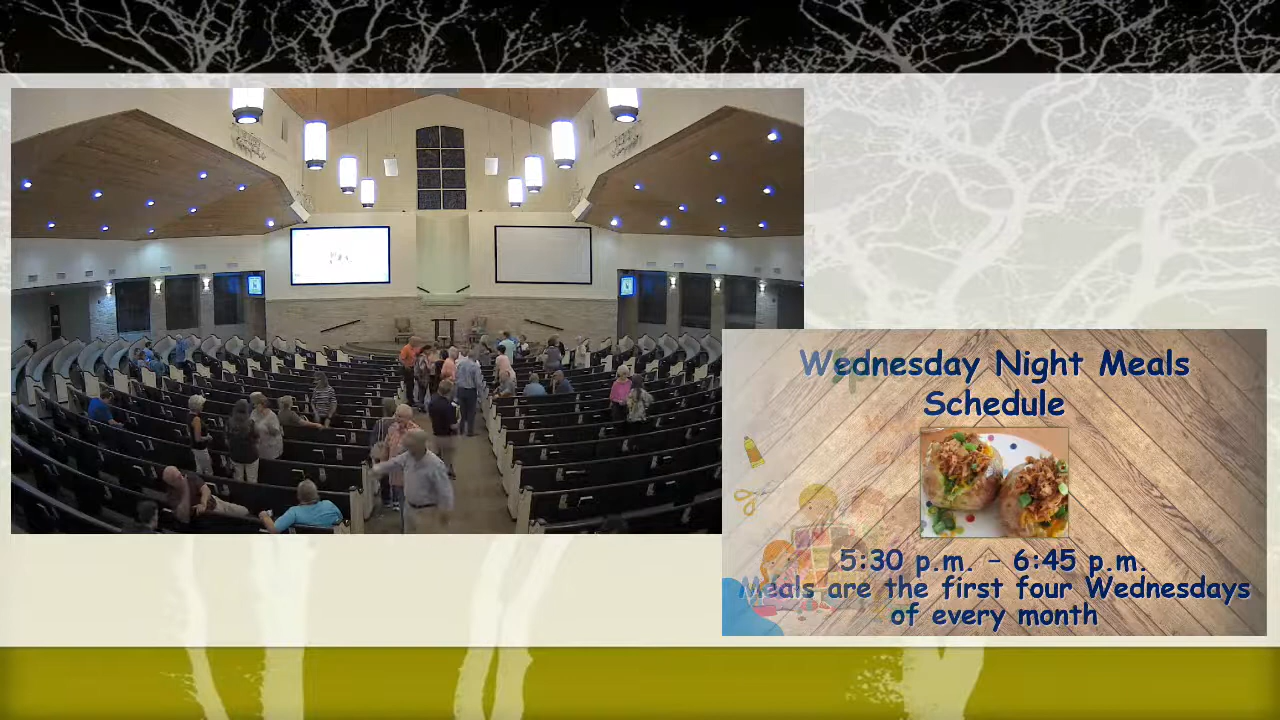 Wednesday Night Meals
Schedule
5:30 p.m. - 6:45 p.m.
Meals are the first four Wednesdays
of every month